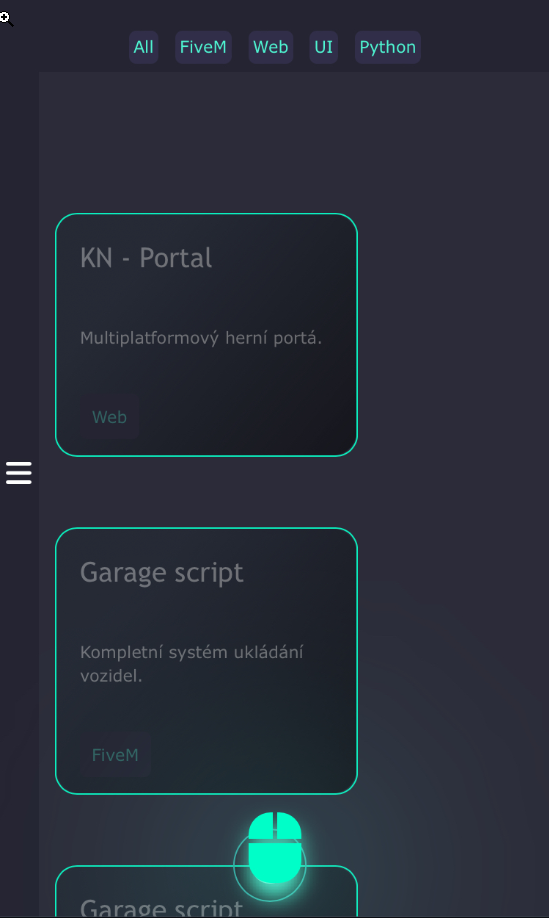 All FiveM Web UI Python
KN - Portal
Multiplatformový herní portá.
Web
Garage script
Kompletní systém ukládání
vozidel.
FiveM
Garage script